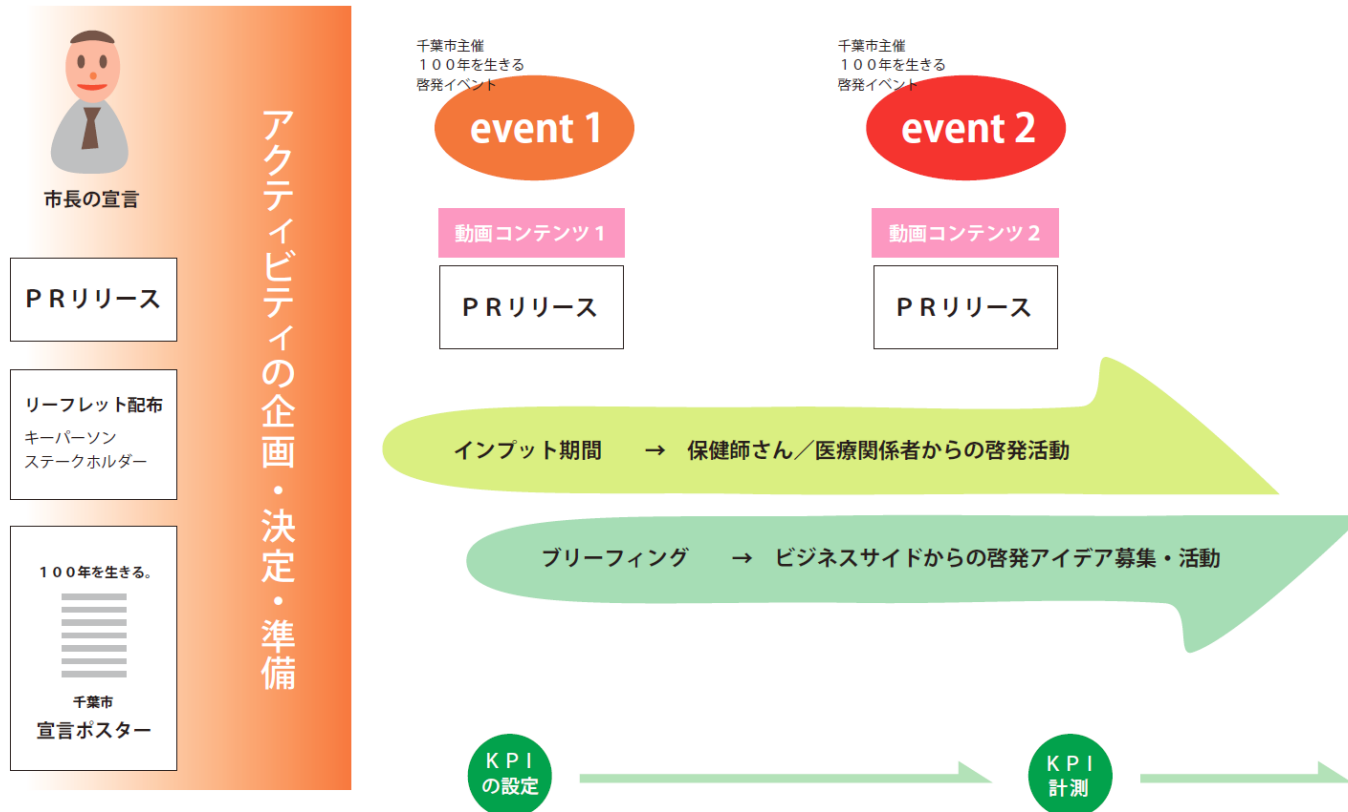 市長の宣言
ＰＲリリース
リーフレット配布
キーパーソン
ステークホルダー
１００年を生きる。
千葉市
宣言ポスター
アクティビティの企画・決定・準備
千葉市主催
１００年を生きる
啓発イベント
event 1
動画コンテンツ１
ＰＲリリース
千葉市主催
１００年を生きる
啓発イベント
event 2
動画コンテンツ２
ＰＲリリース
インプット期間　→　保健師さん／医療関係者からの啓発活動
ブリーフィング　→　ビジネスサイドからの啓発アイデア募集・活動
ＫＰＩ
の設定
ＫＰＩ
計測